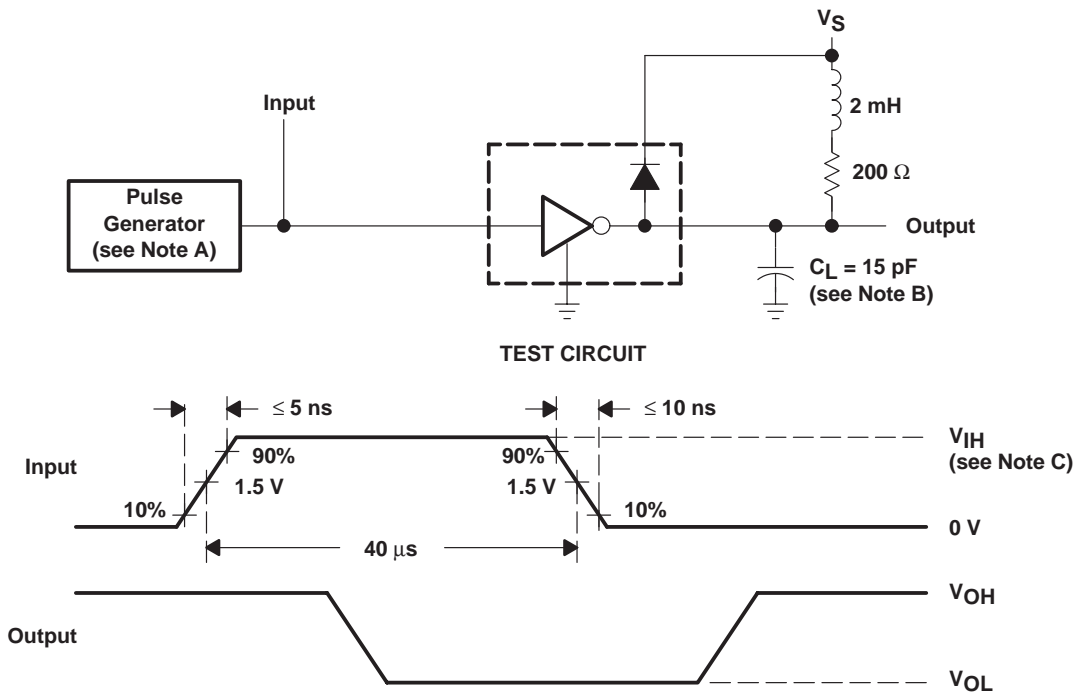 VS
2 mH
Input
200 Ω
Pulse
Generator
(see Note A)
Output
CL = 15 pF
(see Note B)
TEST CIRCUIT
≤ 5 ns
≤ 10 ns
Input
90%
90%
VIH
(see Note C)
1.5 V
1.5 V
10%
10%
0 V
40 μs
VOH
Output
VOL